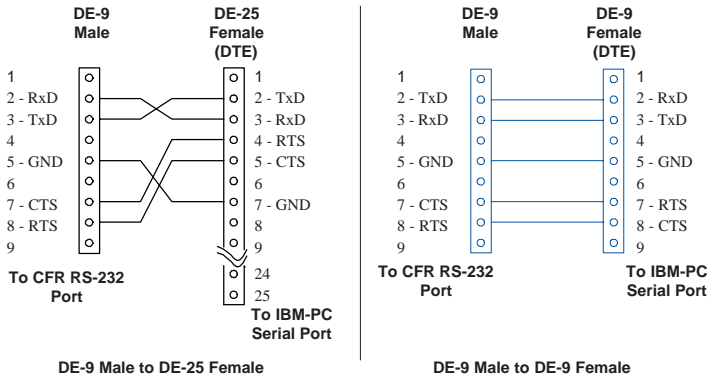 DE-9
Male
DE-25
Female
(DTE)
1
2 - RxD
3 - TxD
4
5 - GND
6
7 - CTS
8 - RTS
9
1
2 - TxD
3 - RxD
4 - RTS
5 - CTS
7 - GND
8
9
24
25
To CFR RS-232
Port
To IBM-PC
Serial Port
DE-9 Male to DE-25 Female
DE-9
Male
DE-9
Female
(DTE)
1
2 - TxD
3 - RxD
4
5 - GND
6
7 - CTS
8 - RTS
9
1
2 - RxD
3 - TxD
4
5 - GND
6
7 - RTS
8 - CTS
9
To CFR RS-232
Port
To IBM-PC
Serial Port
DE-9 Male to DE-9 Female